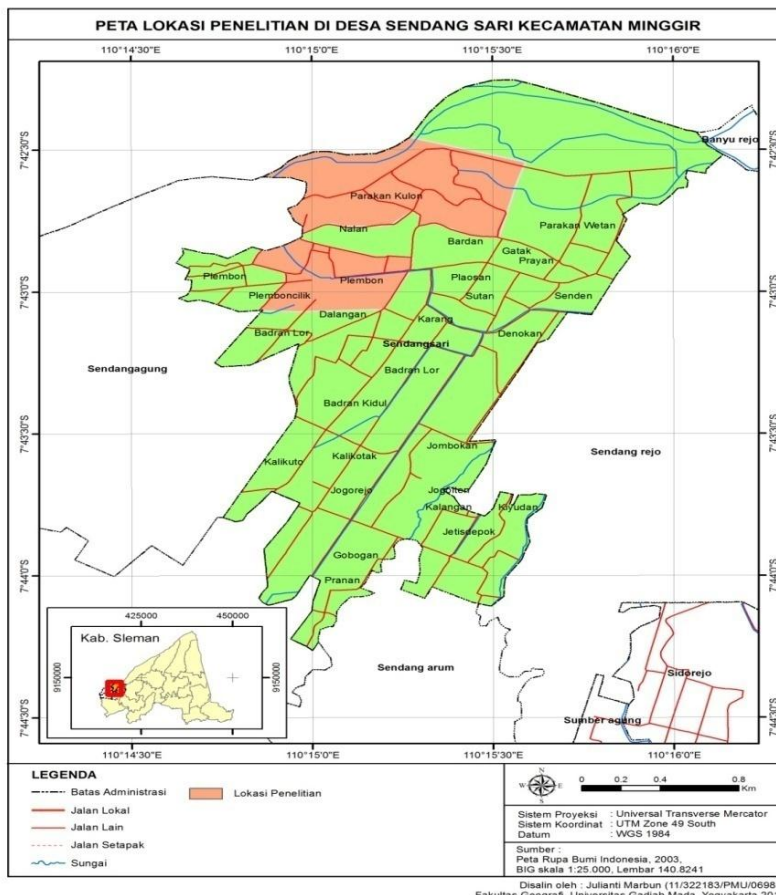 PETA LOKASI PENELITIAN DI DESA SENDANG SARI KECAMATAN MINGGIR
110°14'30"E 110°15'0"E 110°15'30"E 110°16'0"E
7°42'30"S
7°42'30"S
Banyu rejo
Parakan Kulon
Parakan Wetan
Nalan
Bardan
Gatak
Prayan
Plembon
Plembon
Plaosan
7°43'0"S
7°43'0"S
Plemboncilik
Sutan
Senden
Dalangan
Karang
Badran Lor
Denokan
Sendangsari
Sendangagung
Badran Lor
Badran Kidul
7°43'30"S
7°43'30"S
Jombokan
Sendang rejo
Kalikuto
Kalikotak
Jogorejo
Jogolten
Kalangan
Kiyudan
Jetisdepok
Gobogan
7°44'0"S
7°44'0"S
Pranan
425000 450000
Kab. Sleman
9150000
9150000
Sendang arum
Sidorejo
Sumber agung
7°44'30"S
7°44'30"S
110°14'30"E 110°15'0"E 110°15'30"E 110°16'0"E
LEGENDA
Batas Administrasi
Lokasi Penelitian
Jalan Lokal
Jalan Lain
Jalan Setapak
Sungai
N
W E
S
0 0.2 0.4 0.8
Km
Sistem Proyeksi : Universal Transverse Mercator
Sistem Koordinat : UTM Zone 49 South
Datum : WGS 1984
Sumber :
Peta Rupa Bumi Indonesia, 2003,
BIG skala 1:25.000, Lembar 140.8241
Disalin oleh : Julianti Marbun (11/322183/PMU/0698
Fakultas Geografi, Universitas Gadjah Mada, Yogyakarta